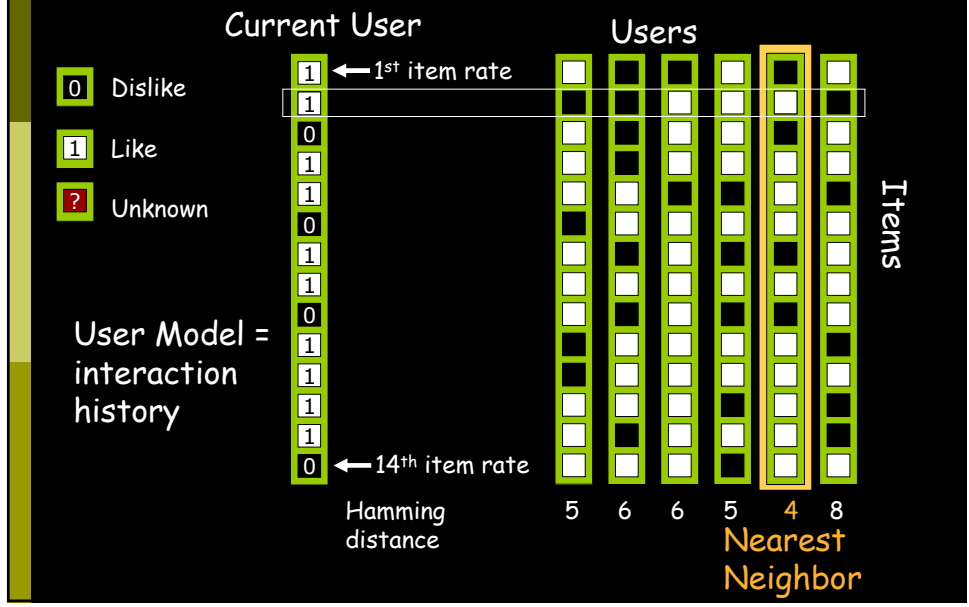 Current User
Users
0 Dislike
1 Like
? Unknown
1 1st item rate
1
0
1
1
0
1
1
0
1
1
1
1
0 14th item rate
Items
User Model =
interaction
history
Hamming
distance
5 6 6 5 4 8
Nearest
Neighbor